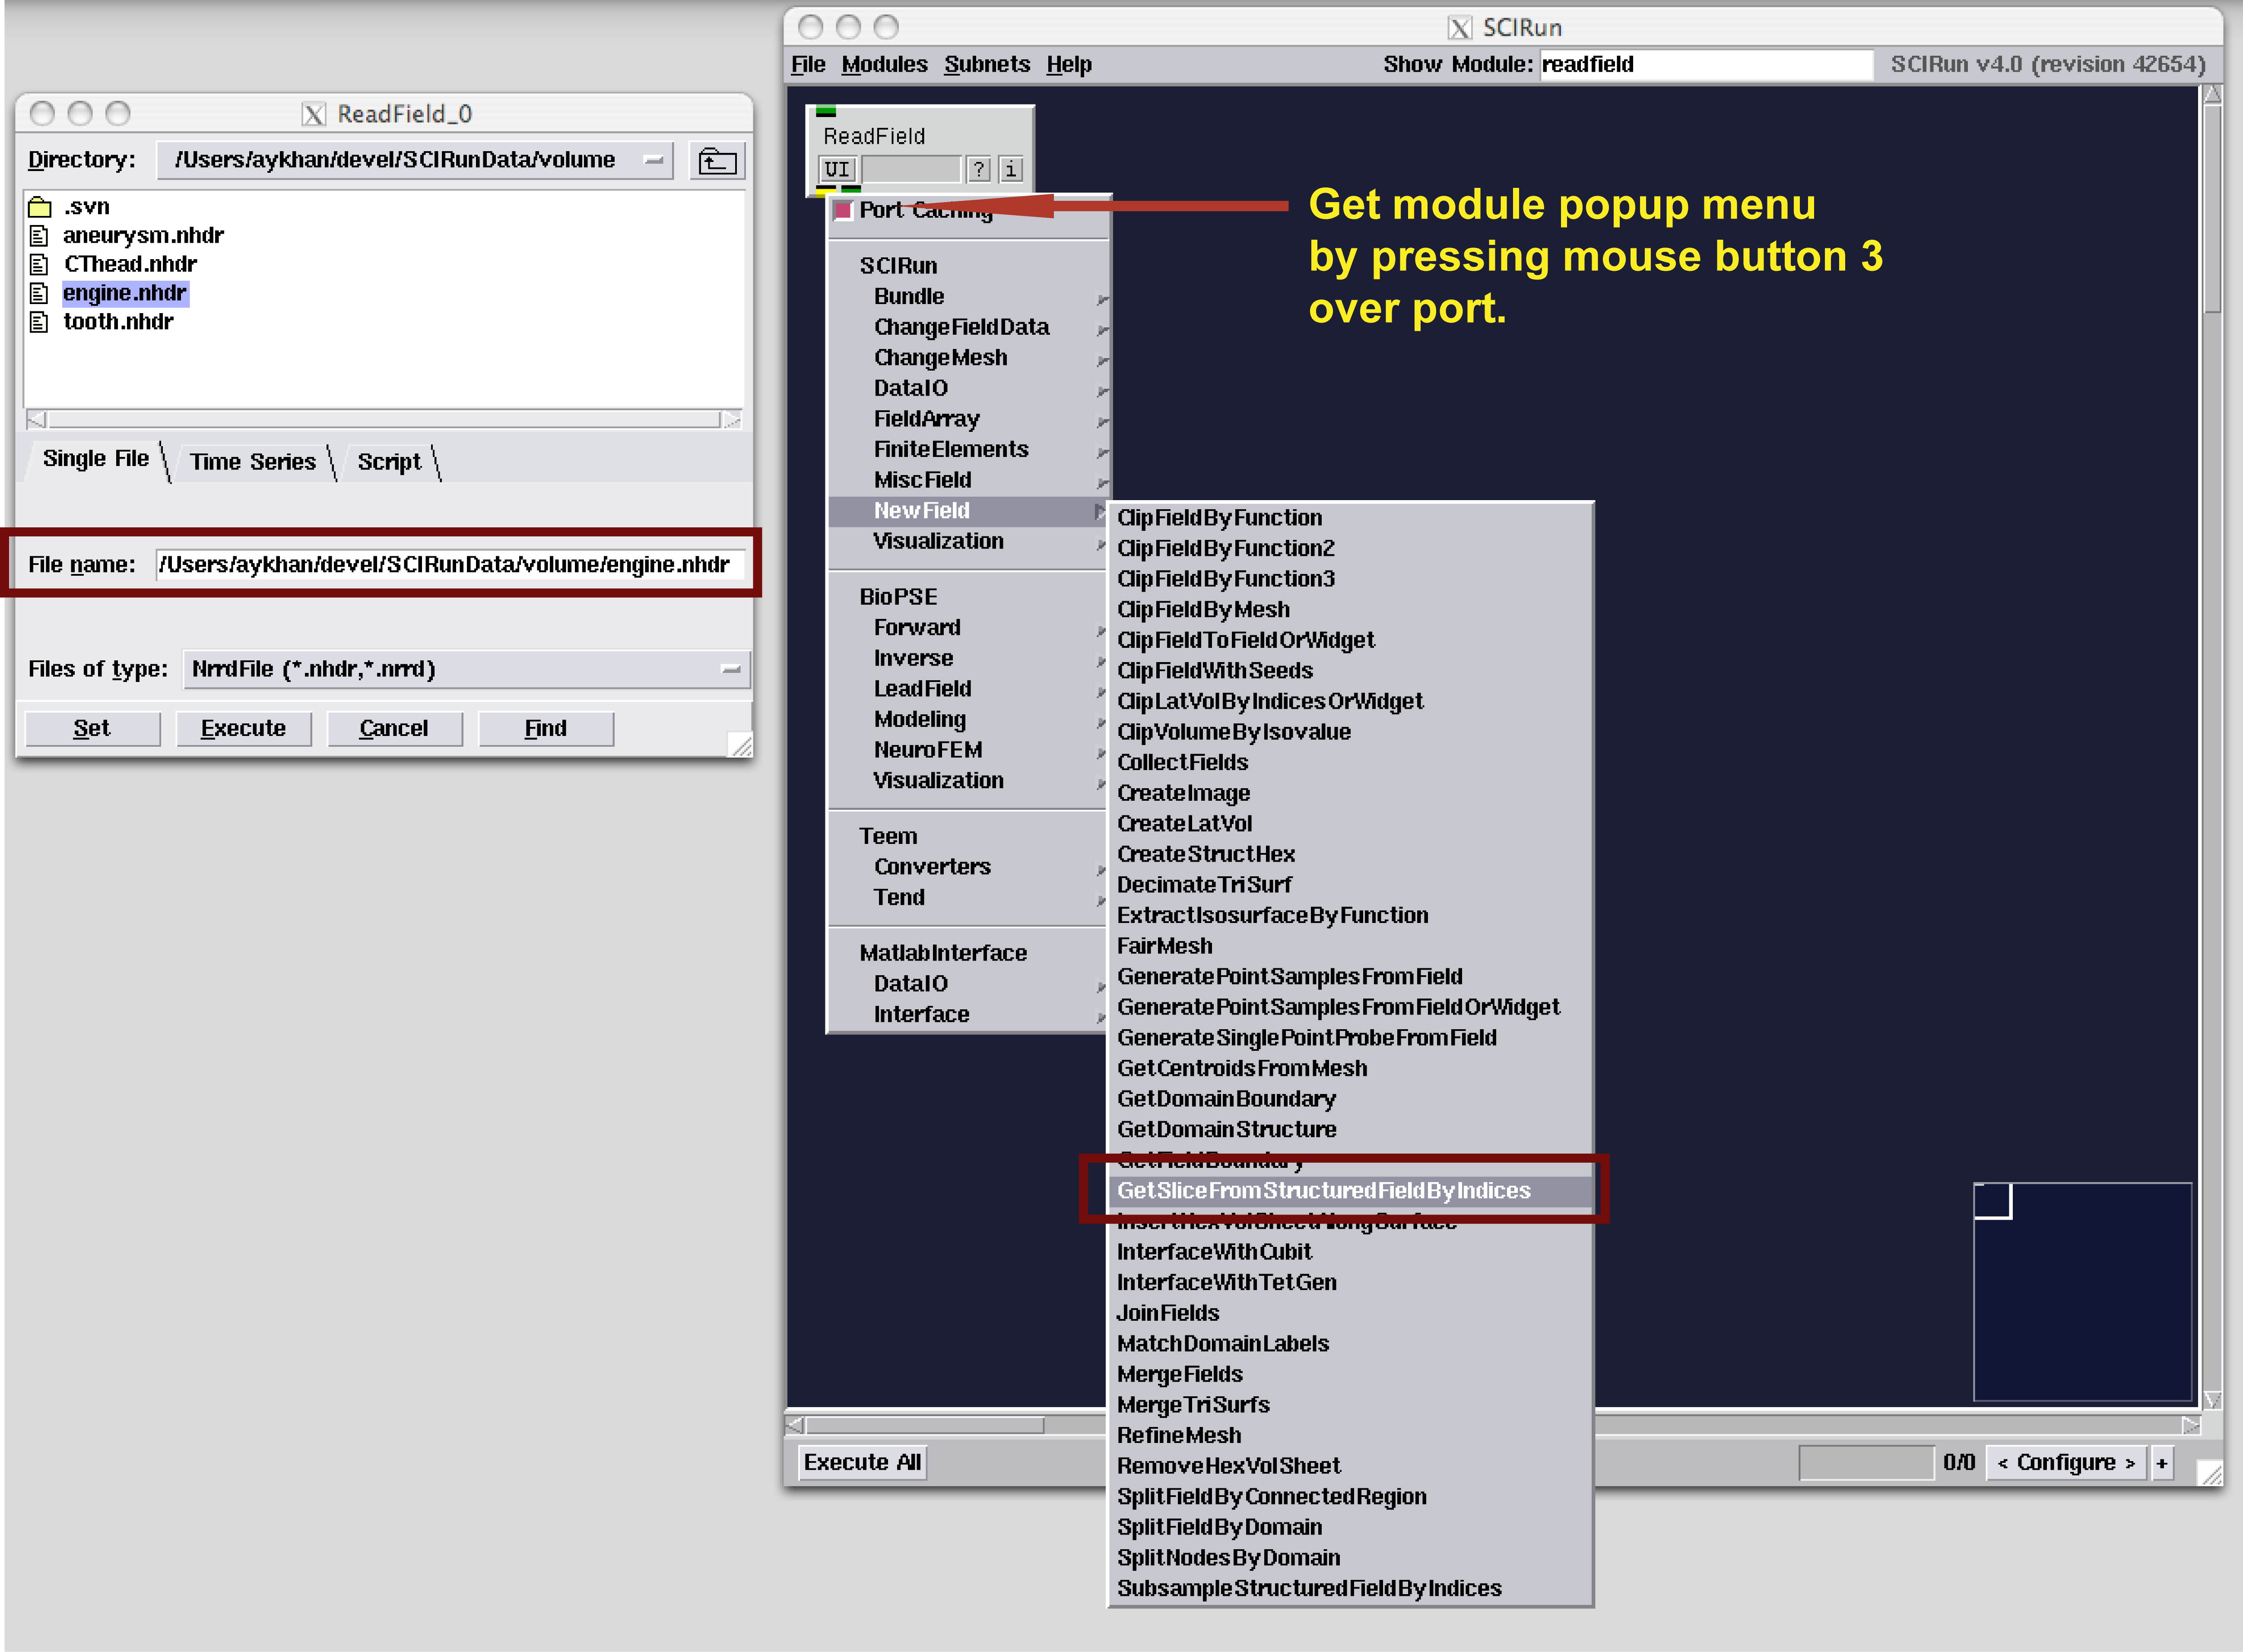 ReadField_0
Directory: /Users/aykhan/devel/SCIRunData/volume
.svn
aneurysm.nhdr
CThead.nhdr
engine.nhdr
tooth.nhdr
Single File Time Series Script
File name: /Users/aykhan/devel/SCIRunData/volume/engine.nhdr
Files of type: NrrdFile (*.nhdr,*.nrrd)
Set Execute Cancel Find
SCIRun
File Modules Subnets Help Show Module: readfield SCIRun v4.0 (revision 42654)
ReadField
UI ? i
Port Caching
SCIRun
Bundle
ChangeFieldData
ChangeMesh
DataIO
FieldArray
FiniteElements
MiscField
NewField
Visualization
BioPSE
Forward
Inverse
LeadField
Modeling
NeuroFEM
Visualization
Teem
Converters
Tend
MatlabInterface
DataIO
Interface
Get module popup menu
by pressing mouse button 3
over port.
ClipFieldByFunction
ClipFieldByFunction2
ClipFieldByFunction3
ClipFieldByMesh
ClipFieldToFieldOrWidget
ClipFieldWithSeeds
ClipLatVolByIndicesOrWidget
ClipVolumeByIsovalue
CollectFields
CreateImage
CreateLatVol
CreateStructHex
DecimateTriSurf
ExtractIsosurfaceByFunction
FairMesh
GeneratePointSamplesFromField
GeneratePointSamplesFromFieldOrWidget
GenerateSinglePointProbeFromField
GetCentroidsFromMesh
GetDomainBoundary
GetDomainStructure
GetFieldBoundary
GetSliceFromStructuredFieldByIndices
InsertHexVolSheetAlongSurface
InterfaceWithCubit
InterfaceWithTetGen
JoinFields
MatchDomainLabels
MergeFields
MergeTriSurfs
RefineMesh
RemoveHexVolSheet
SplitFieldByConnectedRegion
SplitFieldByDomain
SplitNodesByDomain
SubsampleStructuredFieldByIndices
Execute All 0/0 < Configure > +